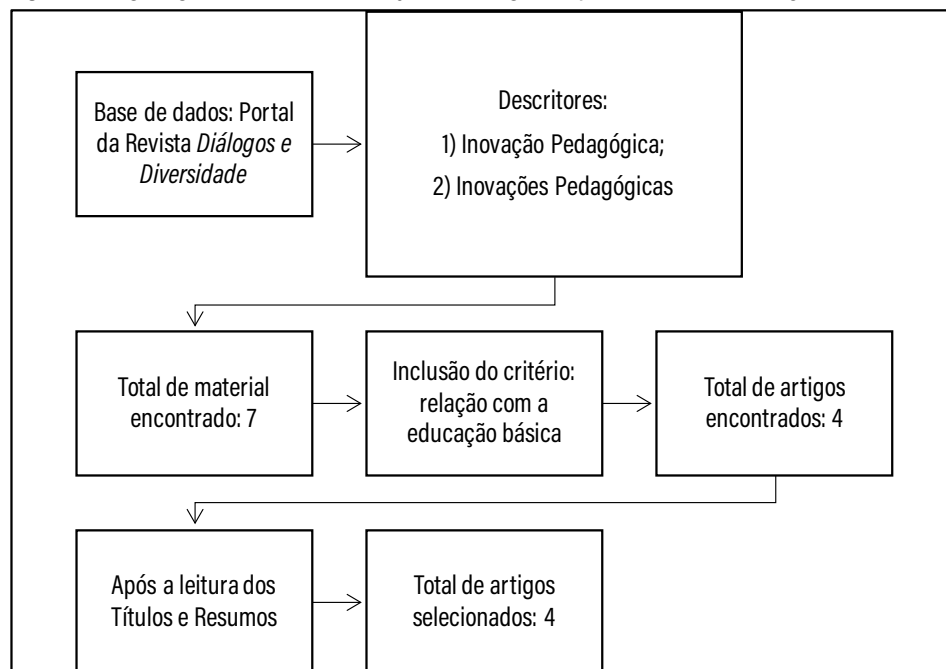 Base de dados: Portal
da Revista Diálogos e
Diversidade
Descritores:
1) Inovação Pedagógica;
2) Inovações Pedagógicas
Total de material
encontrado: 7
Inclusão do critério:
relação com a
educação básica
Total de artigos
encontrados: 4
Após a leitura dos
Títulos e Resumos
Total de artigos
selecionados: 4